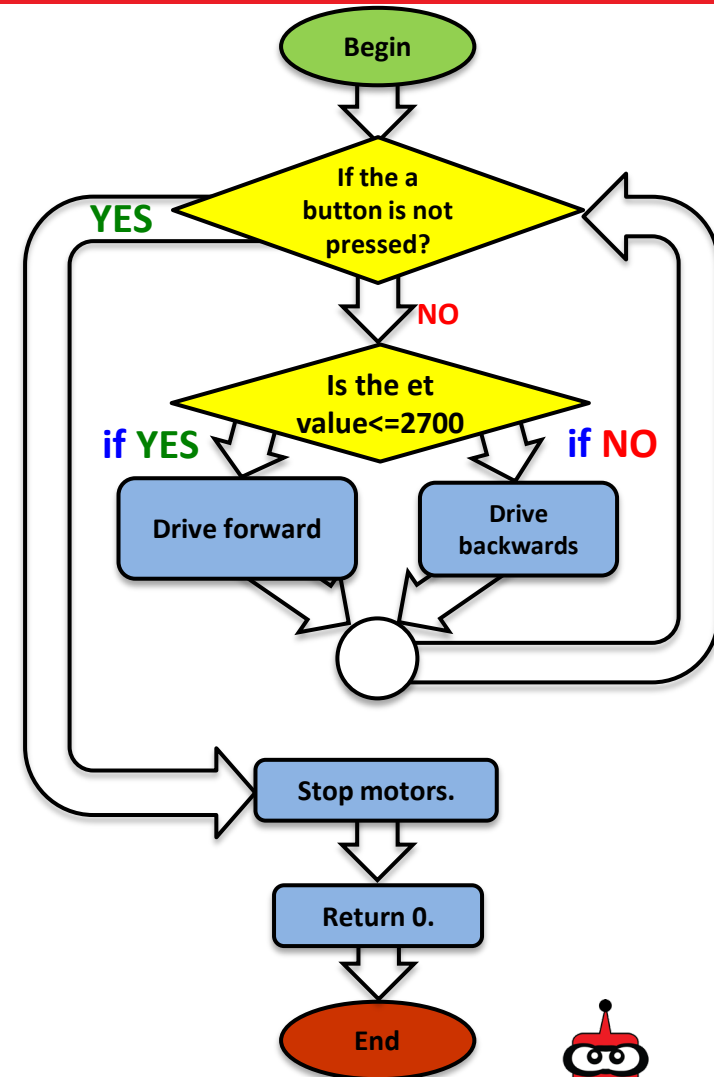 Begin
If the a
button is not
pressed?
YES
NO
Is the et
value<=2700
if YES
if NO
Drive forward
Drive
backwards
Stop motors.
Return 0.
End